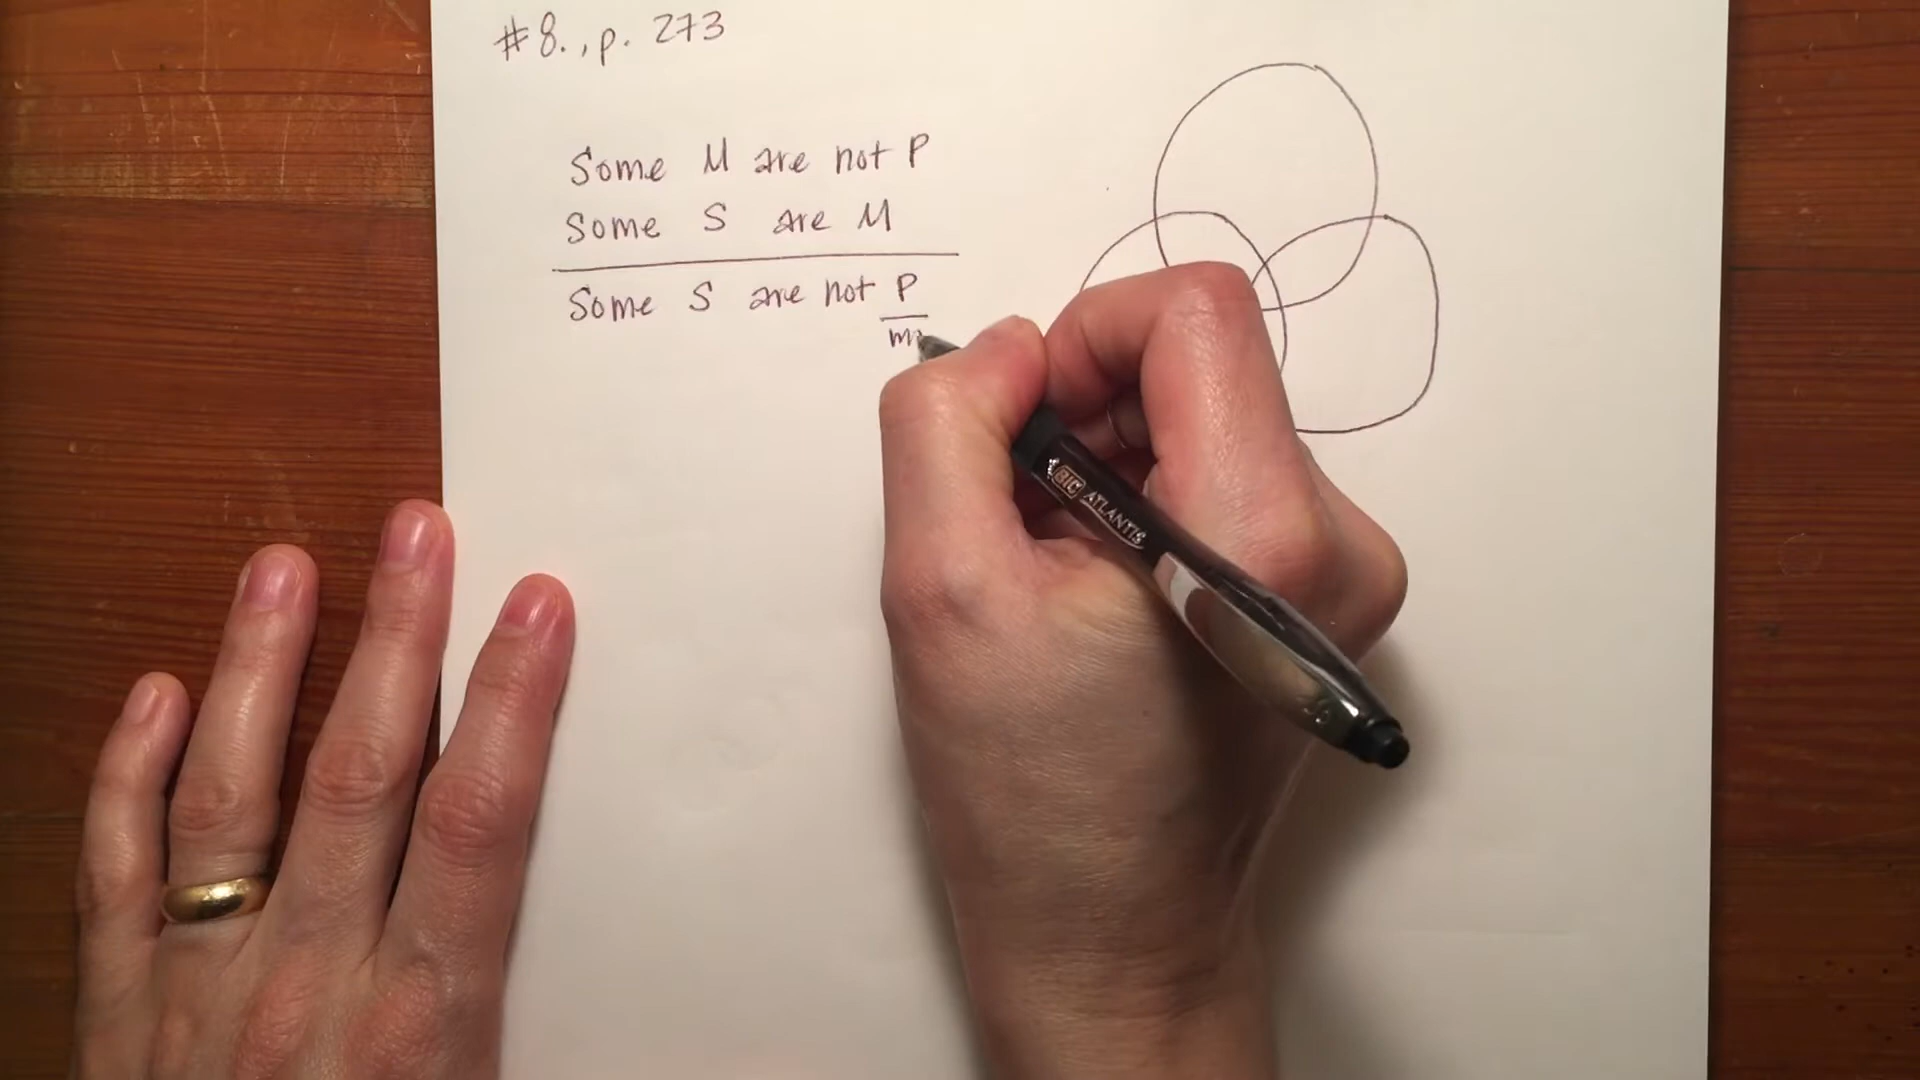 #8., p. 273
Some M are not P
Some S are M
Some S are not P
BIC ATLANTIS